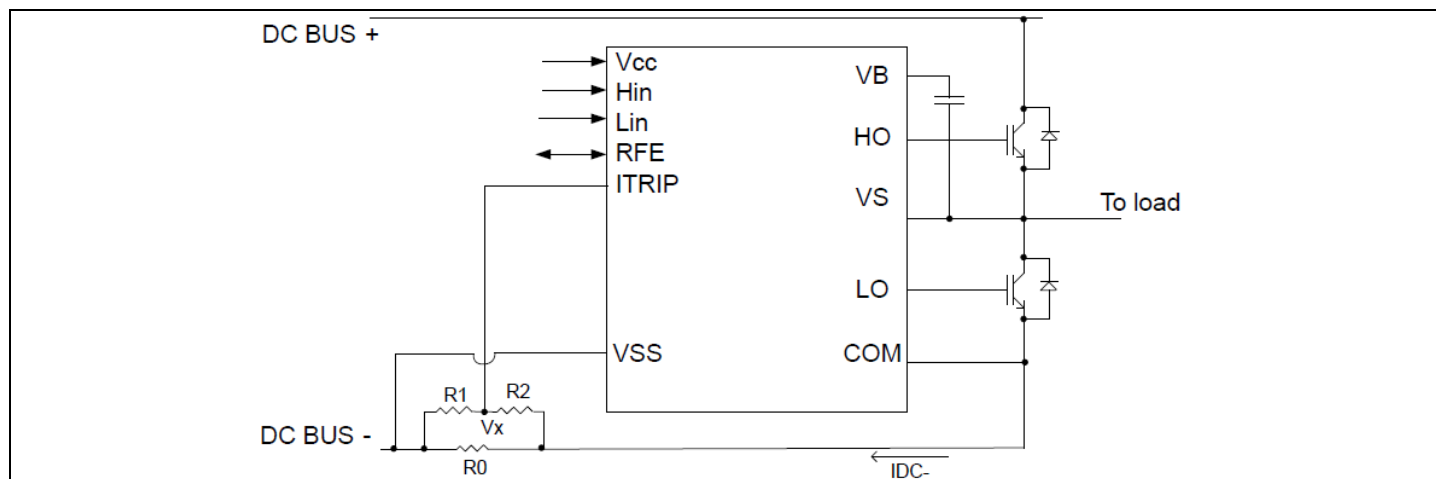 DC BUS +
Vcc
Hin
Lin
RFE
ITRIP
VSS
VB
HO
VS
LO
COM
To load
R1
R2
Vx
DC BUS -
R0
IDC-